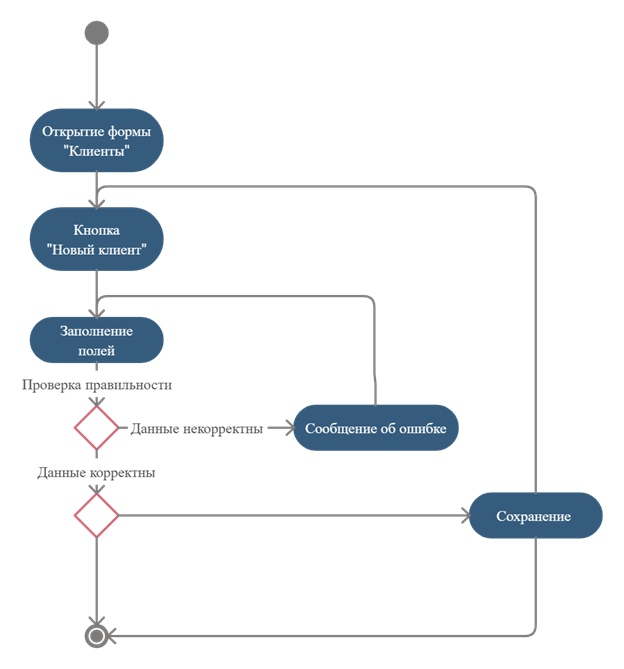 Открытие формы
"Клиенты"
Кнопка
"Новый клиент"
Заполнение
полей
Проверка правильности
Данные некорректны
Сообщение об ошибке
Данные корректны
Сохранение